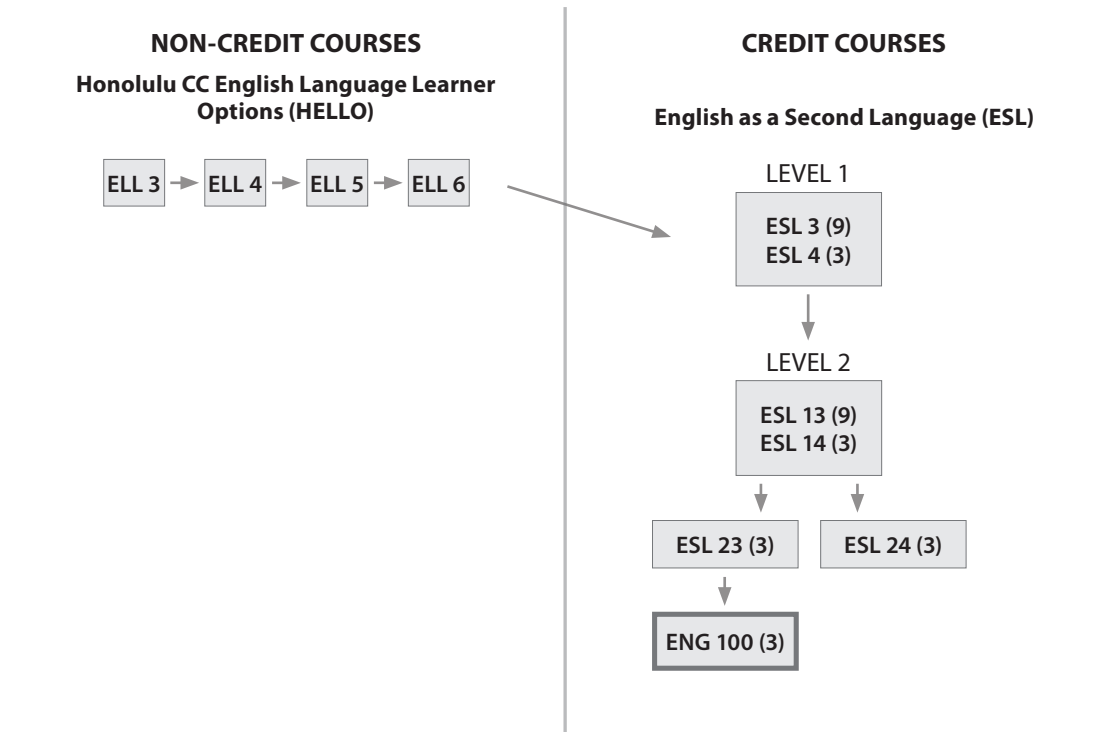 NON-CREDIT COURSES
Honolulu CC English Language Learner
Options (HELLO)
ELL 3
ELL 4
ELL 5
ELL 6
CREDIT COURSES
English as a Second Language (ESL)
LEVEL 1
ESL 3 (9)
ESL 4 (3)
LEVEL 2
ESL 13 (9)
ESL 14 (3)
ESL 23 (3)
ESL 24 (3)
ENG 100 (3)